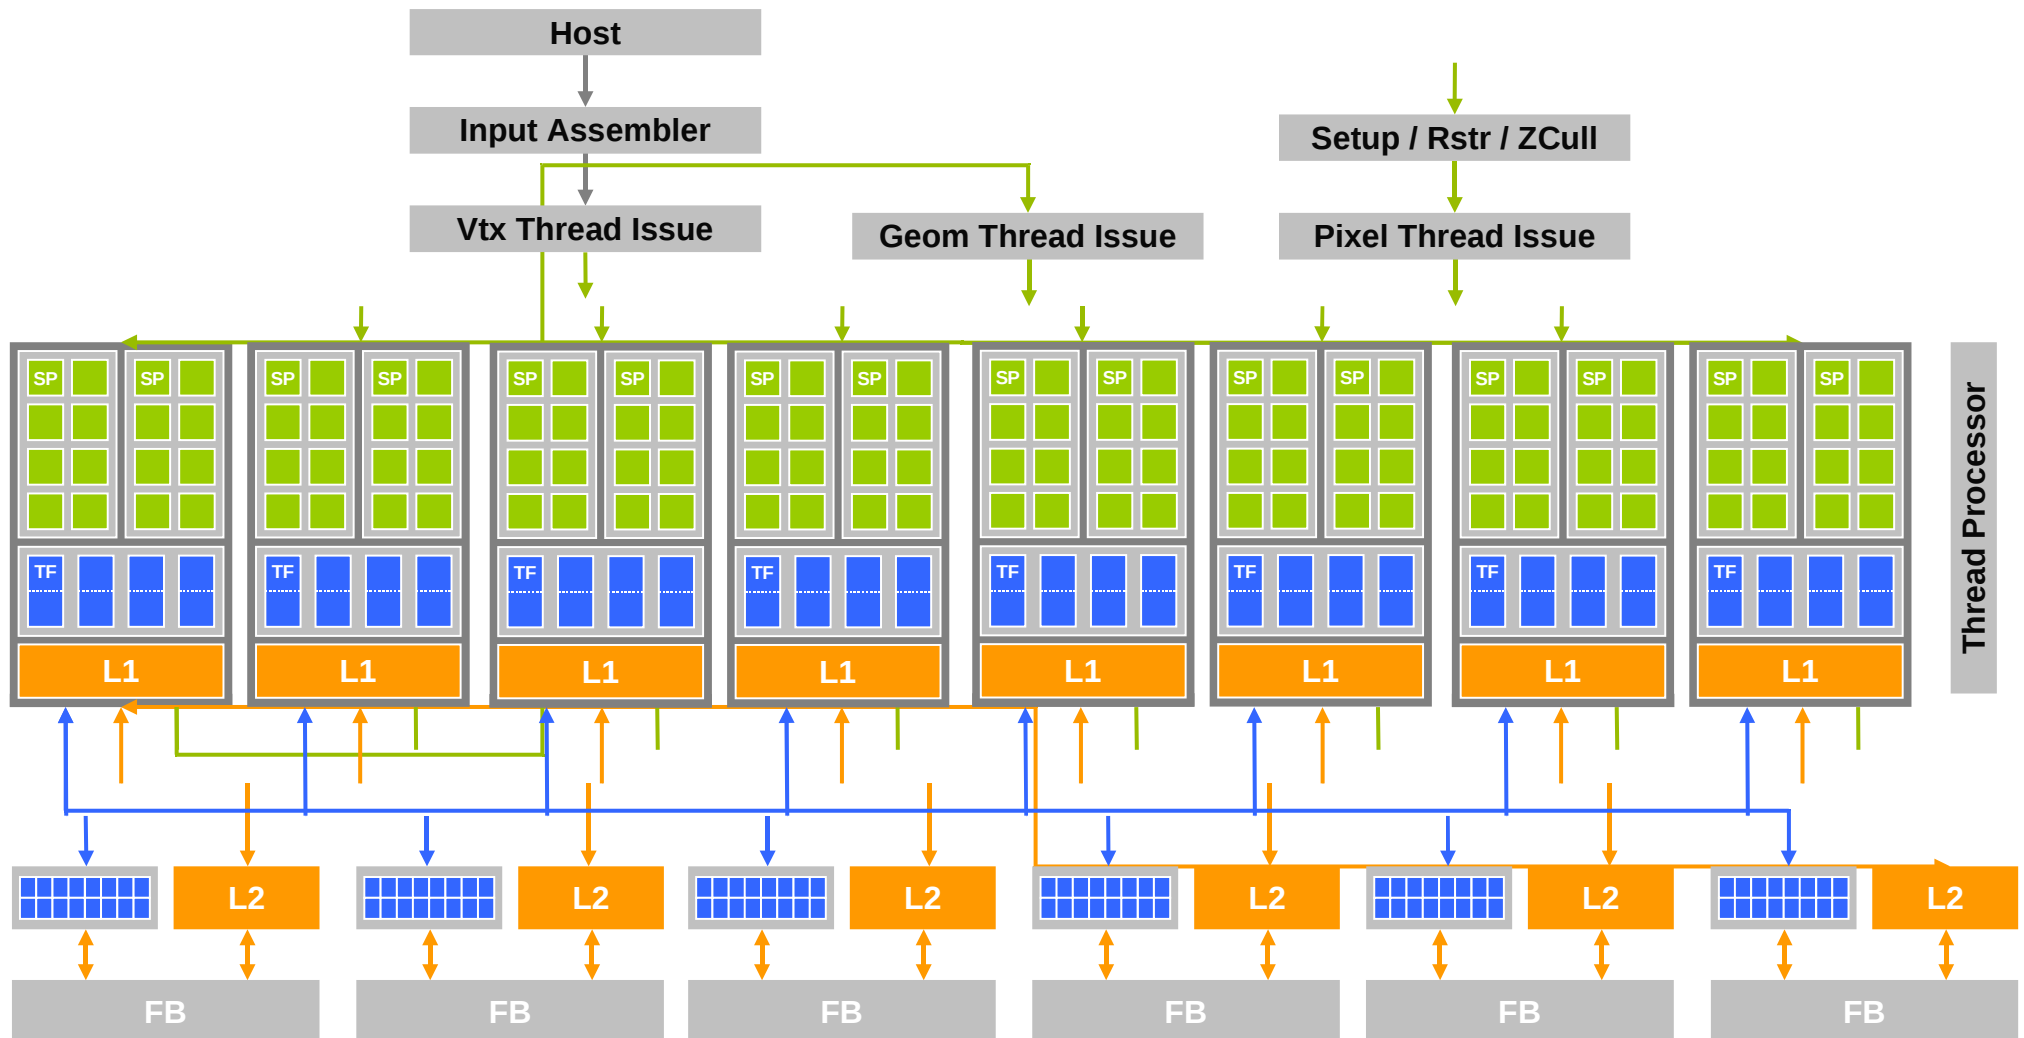 Host
Input Assembler
Setup / Rstr / ZCull
Vtx Thread Issue
Geom Thread Issue
Pixel Thread Issue
SP SP SP SP SP SP SP SP SP SP SP SP SP SP SP SP
Thread Processor
TF TF TF TF TF TF TF TF
L1 L1 L1 L1 L1 L1 L1 L1
L2 L2 L2 L2 L2 L2
FB FB FB FB FB FB